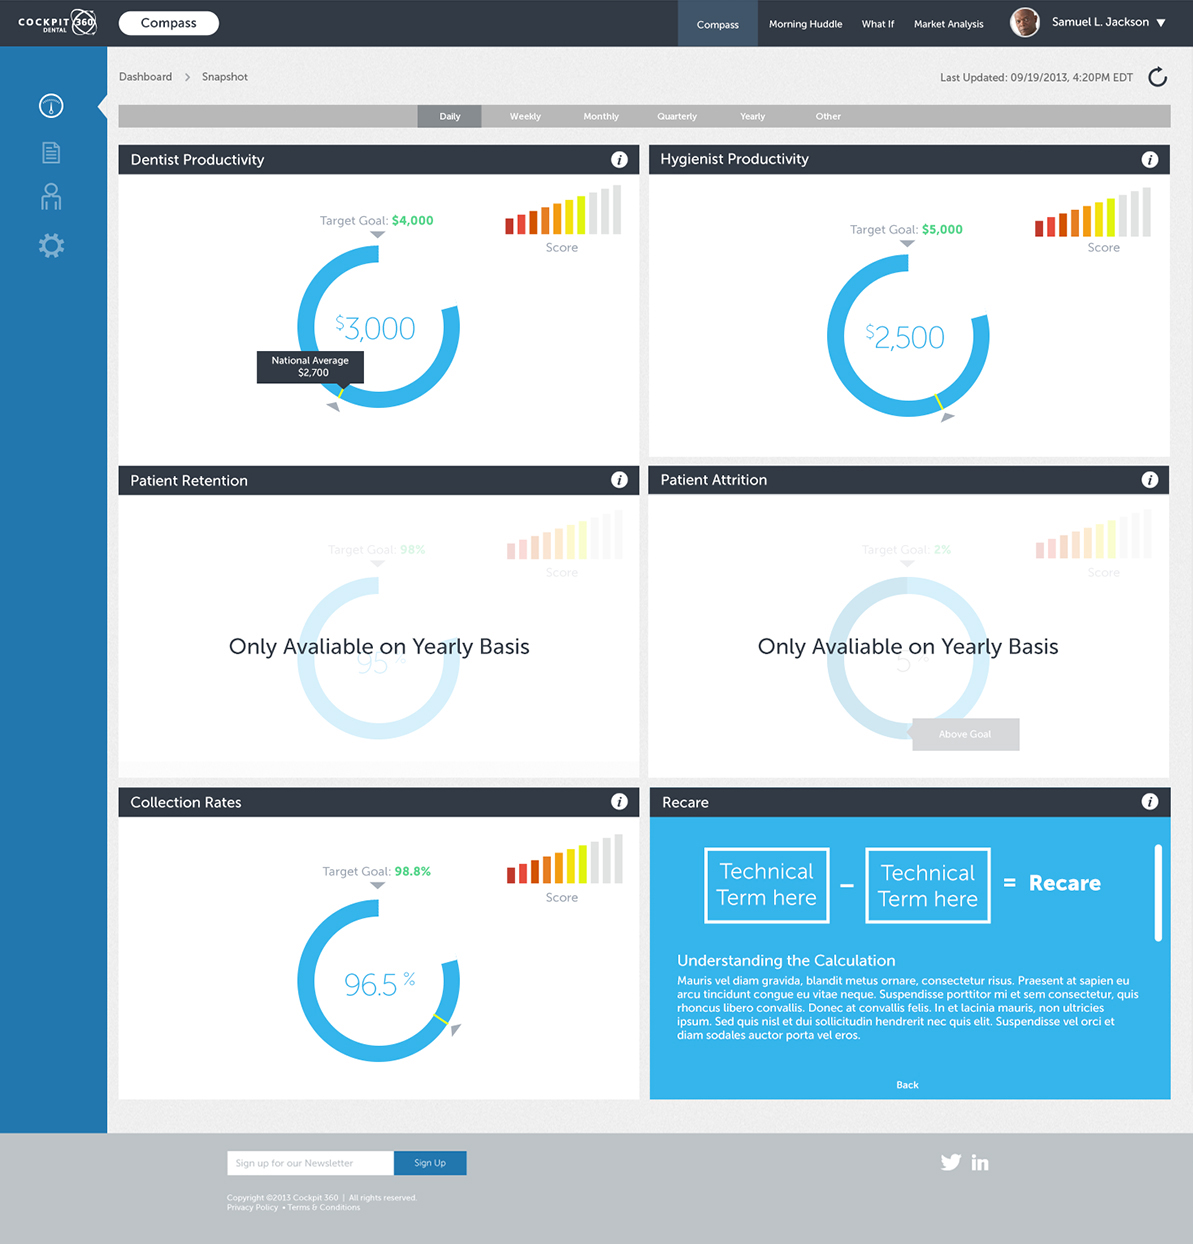 COCKPIT 360
DENTAL
Compass
Compass
Morning Huddle
What If
Market Analysis
Samuel L. Jackson
Dashboard > Snapshot
Last Updated: 09/19/2013, 4:20PM EDT
Daily
Weekly
Monthly
Quarterly
Yearly
Other
Dentist Productivity
i
Target Goal: $4,000
Score
$3,000
National Average
$2,700
Hygienist Productivity
i
Target Goal: $5,000
Score
$2,500
Patient Retention
i
Target Goal: 98%
Score
Only Avaliable on Yearly Basis
95 %
Patient Attrition
i
Target Goal: 2%
Score
Only Avaliable on Yearly Basis
5 %
Above Goal
Collection Rates
i
Target Goal: 98.8%
Score
96.5 %
Recare
i
Technical
Term here
–
Technical
Term here
= Recare
Understanding the Calculation
Mauris vel diam gravida, blandit metus ornare, consectetur risus. Praesent at sapien eu
arcu tincidunt congue eu vitae neque. Suspendisse porttitor mi et sem consectetur, quis
rhoncus libero convallis. Donec at convallis felis. In et lacinia mauris, non ultricies
ipsum. Sed quis nisl et dui sollicitudin hendrerit nec quis elit. Suspendisse vel orci et
diam sodales auctor porta vel eros.
Back
Sign up for our Newsletter
Sign Up
in
Copyright ©2013 Cockpit 360 | All rights reserved.
Privacy Policy • Terms & Conditions